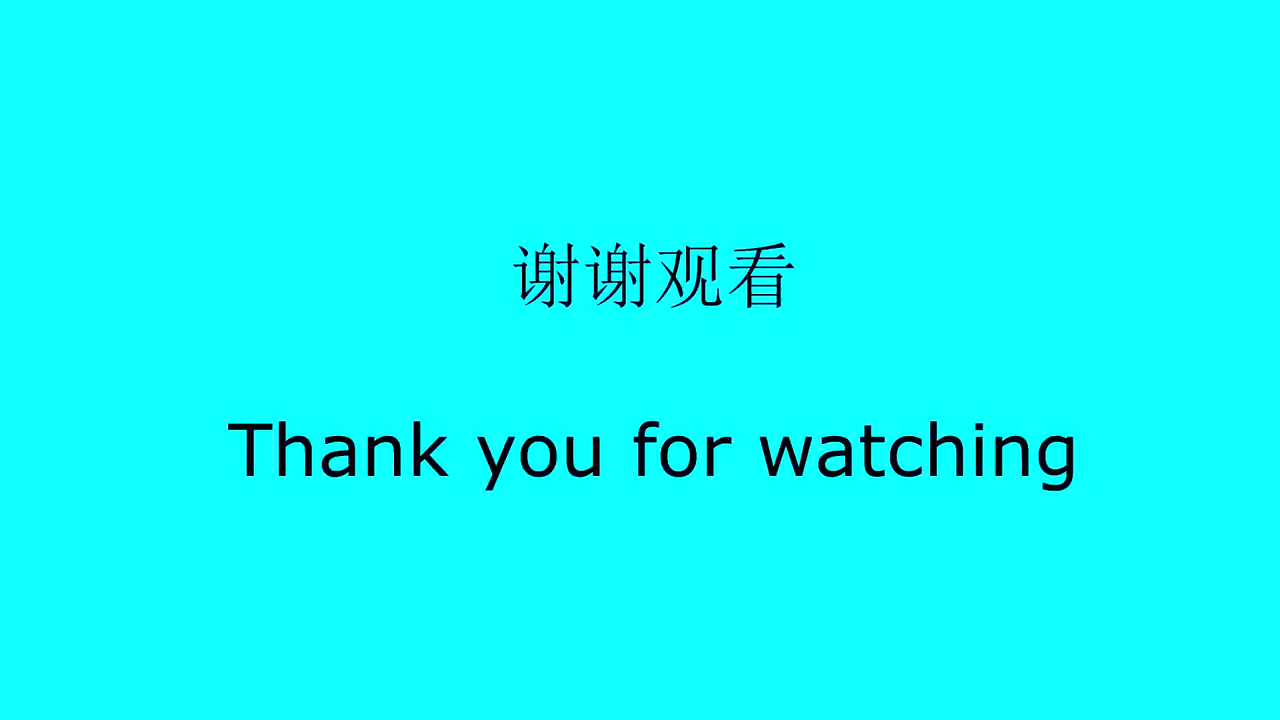 谢谢观看
Thank you for watching